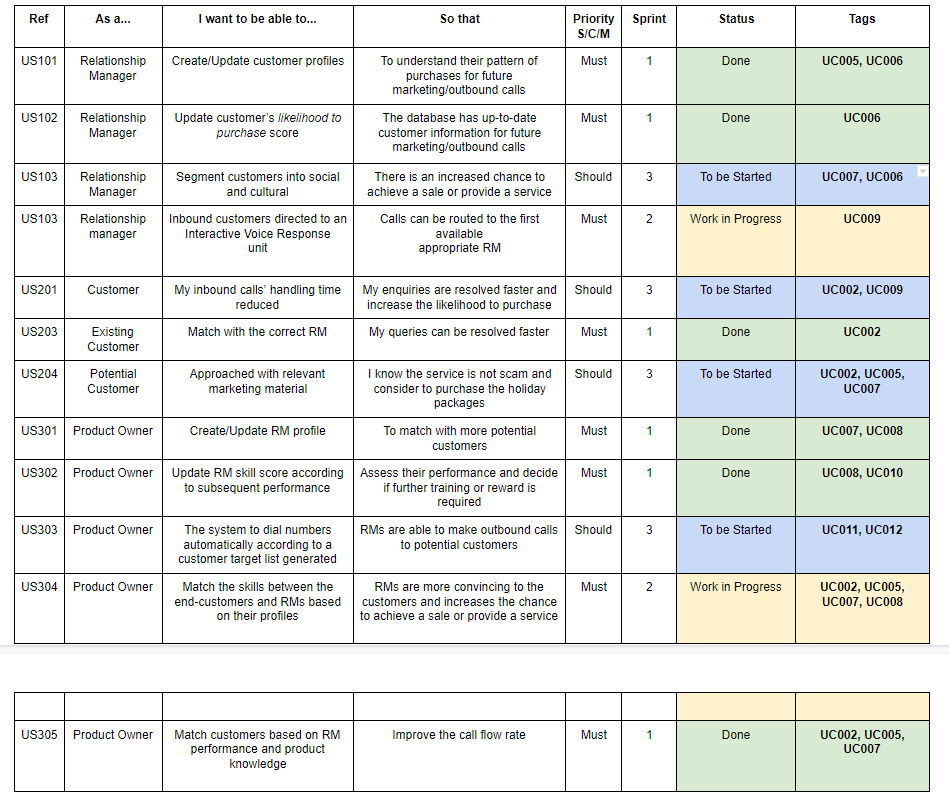 Ref As a... I want to be able to... So that Priority S/C/M Sprint Status Tags
US101 Relationship Manager Create/Update customer profiles To understand their pattern of purchases for future marketing/outbound calls Must 1 Done UC005, UC006
US102 Relationship Manager Update customer’s likelihood to purchase score The database has up-to-date customer information for future marketing/outbound calls Must 1 Done UC006
US103 Relationship Manager Segment customers into social and cultural There is an increased chance to achieve a sale or provide a service Should 3 To be Started UC007, UC006
US103 Relationship manager Inbound customers directed to an Interactive Voice Response unit Calls can be routed to the first available appropriate RM Must 2 Work in Progress UC009
US201 Customer My inbound calls’ handling time reduced My enquiries are resolved faster and increase the likelihood to purchase Should 3 To be Started UC002, UC009
US203 Existing Customer Match with the correct RM My queries can be resolved faster Must 1 Done UC002
US204 Potential Customer Approached with relevant marketing material I know the service is not scam and consider to purchase the holiday packages Should 3 To be Started UC002, UC005, UC007
US301 Product Owner Create/Update RM profile To match with more potential customers Must 1 Done UC007, UC008
US302 Product Owner Update RM skill score according to subsequent performance Assess their performance and decide if further training or reward is required Must 1 Done UC008, UC010
US303 Product Owner The system to dial numbers automatically according to a customer target list generated RMs are able to make outbound calls to potential customers Should 3 To be Started UC011, UC012
US304 Product Owner Match the skills between the end-customers and RMs based on their profiles RMs are more convincing to the customers and increases the chance to achieve a sale or provide a service Must 2 Work in Progress UC002, UC005, UC007, UC008
US305 Product Owner Match customers based on RM performance and product knowledge Improve the call flow rate Must 1 Done UC002, UC005, UC007